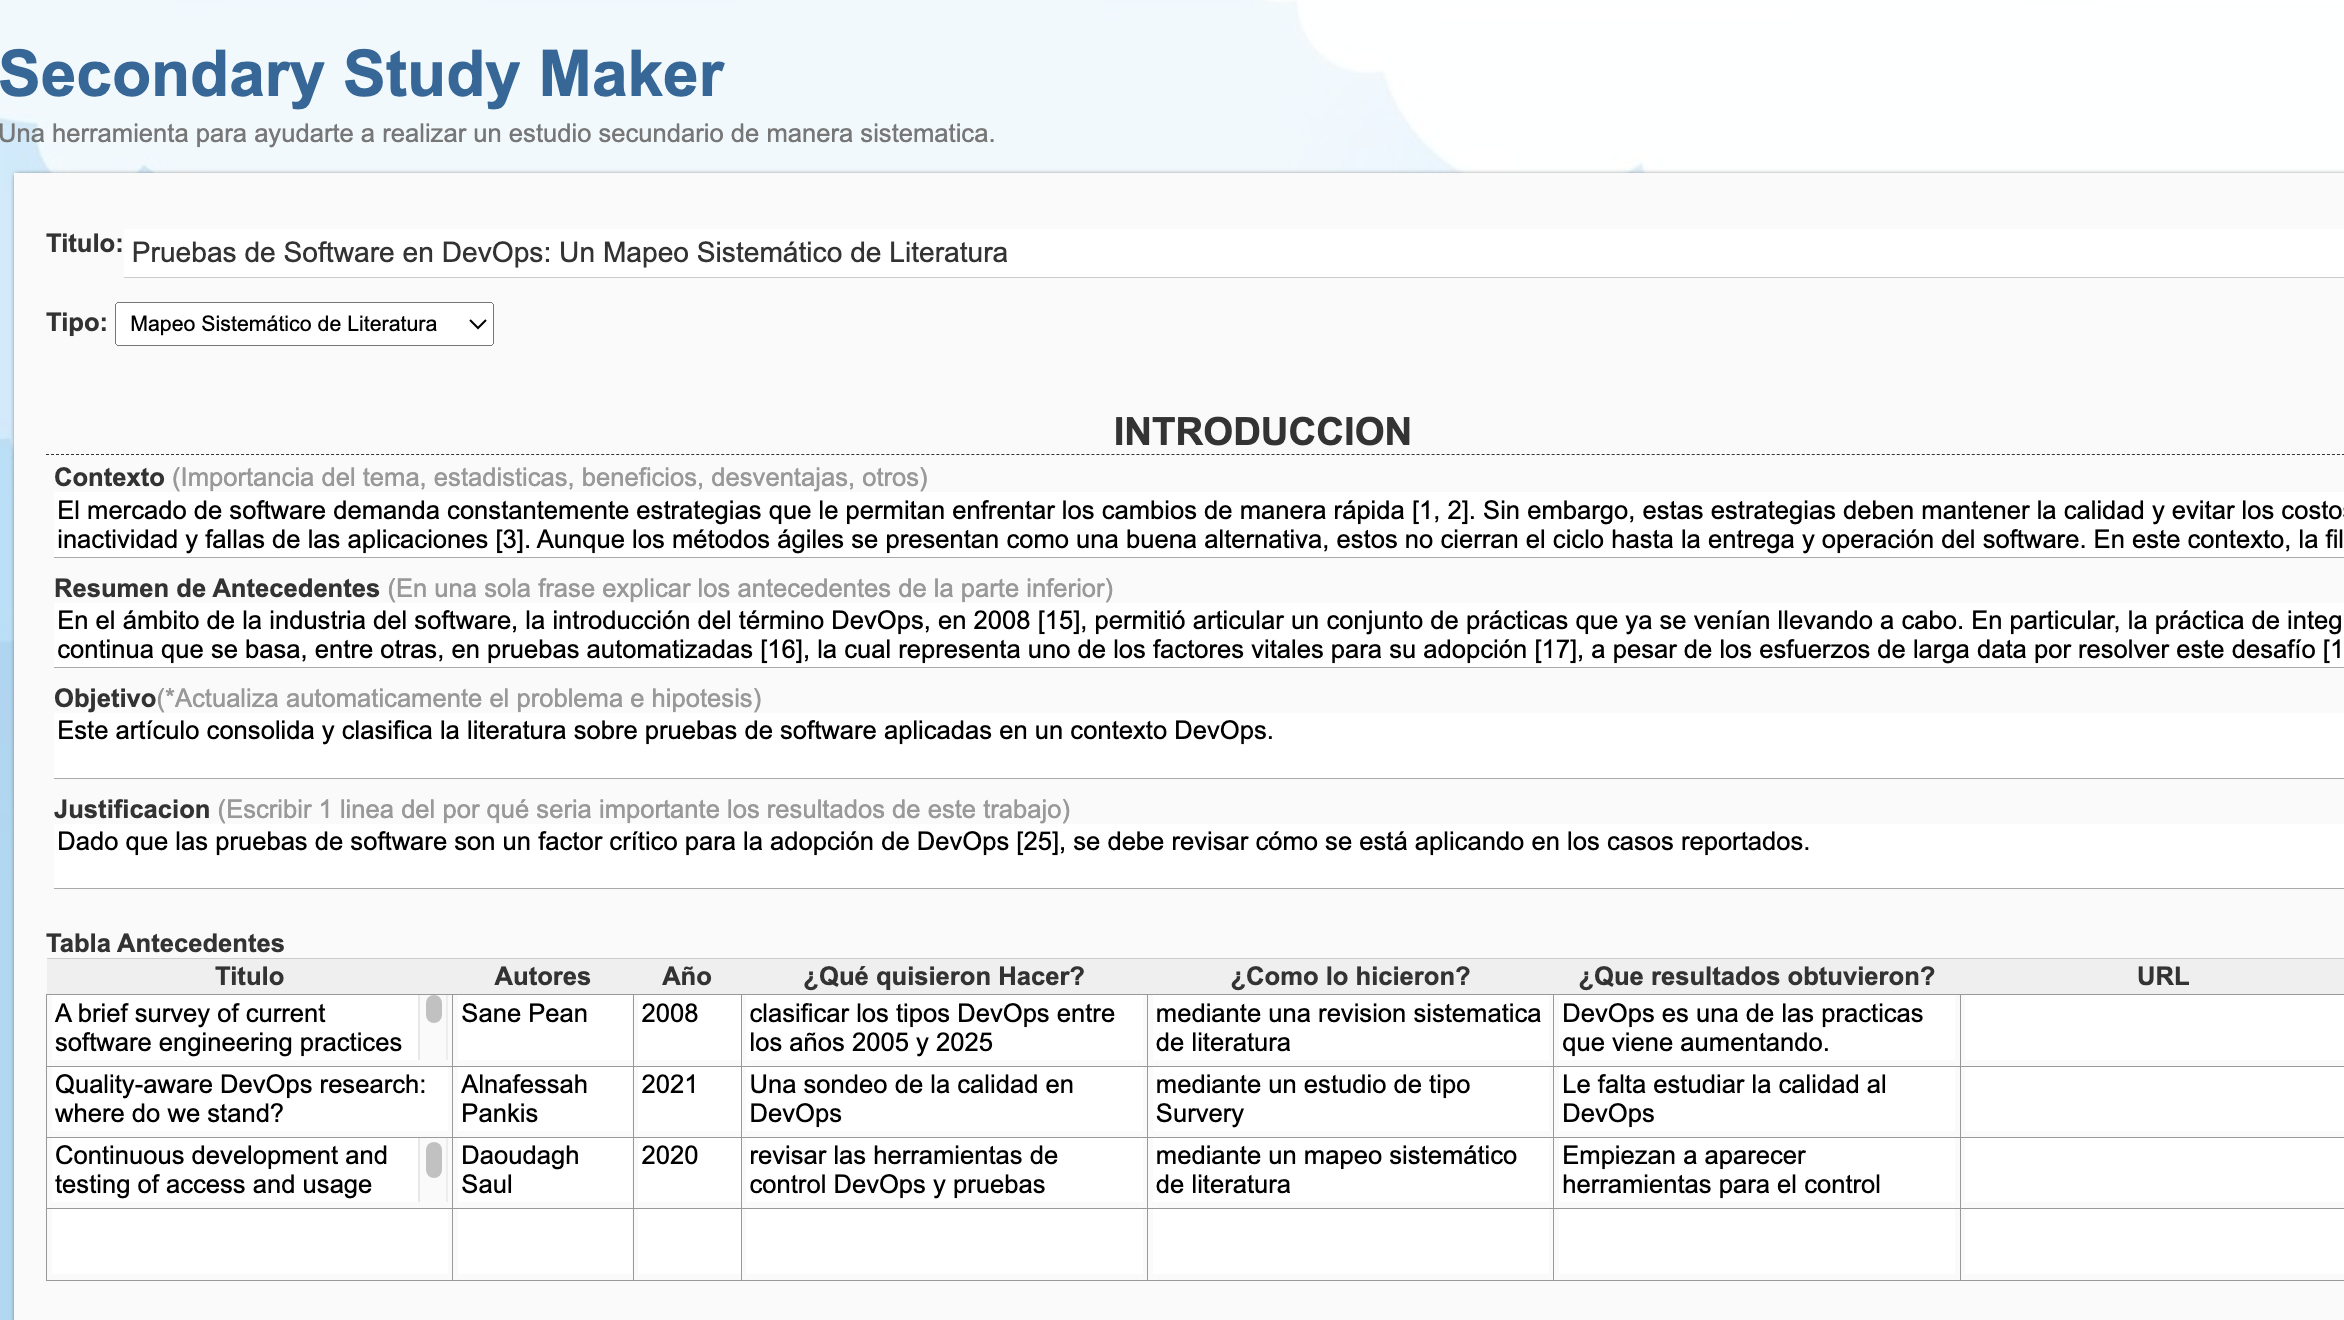 Secondary Study Maker
Una herramienta para ayudarte a realizar un estudio secundario de manera sistematica.
Titulo: Pruebas de Software en DevOps: Un Mapeo Sistemático de Literatura
Tipo: Mapeo Sistemático de Literatura
INTRODUCCION
Contexto (Importancia del tema, estadisticas, beneficios, desventajas, otros)
El mercado de software demanda constantemente estrategias que le permitan enfrentar los cambios de manera rápida [1, 2]. Sin embargo, estas estrategias deben mantener la calidad y evitar los costo
inactividad y fallas de las aplicaciones [3]. Aunque los métodos ágiles se presentan como una buena alternativa, estos no cierran el ciclo hasta la entrega y operación del software. En este contexto, la fil
Resumen de Antecedentes (En una sola frase explicar los antecedentes de la parte inferior)
En el ámbito de la industria del software, la introducción del término DevOps, en 2008 [15], permitió articular un conjunto de prácticas que ya se venían llevando a cabo. En particular, la práctica de integ
continua que se basa, entre otras, en pruebas automatizadas [16], la cual representa uno de los factores vitales para su adopción [17], a pesar de los esfuerzos de larga data por resolver este desafío [1
Objetivo(*Actualiza automaticamente el problema e hipotesis)
Este artículo consolida y clasifica la literatura sobre pruebas de software aplicadas en un contexto DevOps.
Justificacion (Escribir 1 linea del por qué seria importante los resultados de este trabajo)
Dado que las pruebas de software son un factor crítico para la adopción de DevOps [25], se debe revisar cómo se está aplicando en los casos reportados.
Tabla Antecedentes
Titulo Autores Año ¿Qué quisieron Hacer? ¿Como lo hicieron? ¿Que resultados obtuvieron? URL
A brief survey of current Sane Pean 2008 clasificar los tipos DevOps entre mediante una revision sistematica DevOps es una de las practicas
software engineering practices los años 2005 y 2025 de literatura que viene aumentando.
Quality-aware DevOps research: Alnafessah 2021 Una sondeo de la calidad en mediante un estudio de tipo Le falta estudiar la calidad al
where do we stand? Pankis DevOps Survery DevOps
Continuous development and Daoudagh 2020 revisar las herramientas de mediante un mapeo sistemático Empiezan a aparecer
testing of access and usage Saul control DevOps y pruebas de literatura herramientas para el control